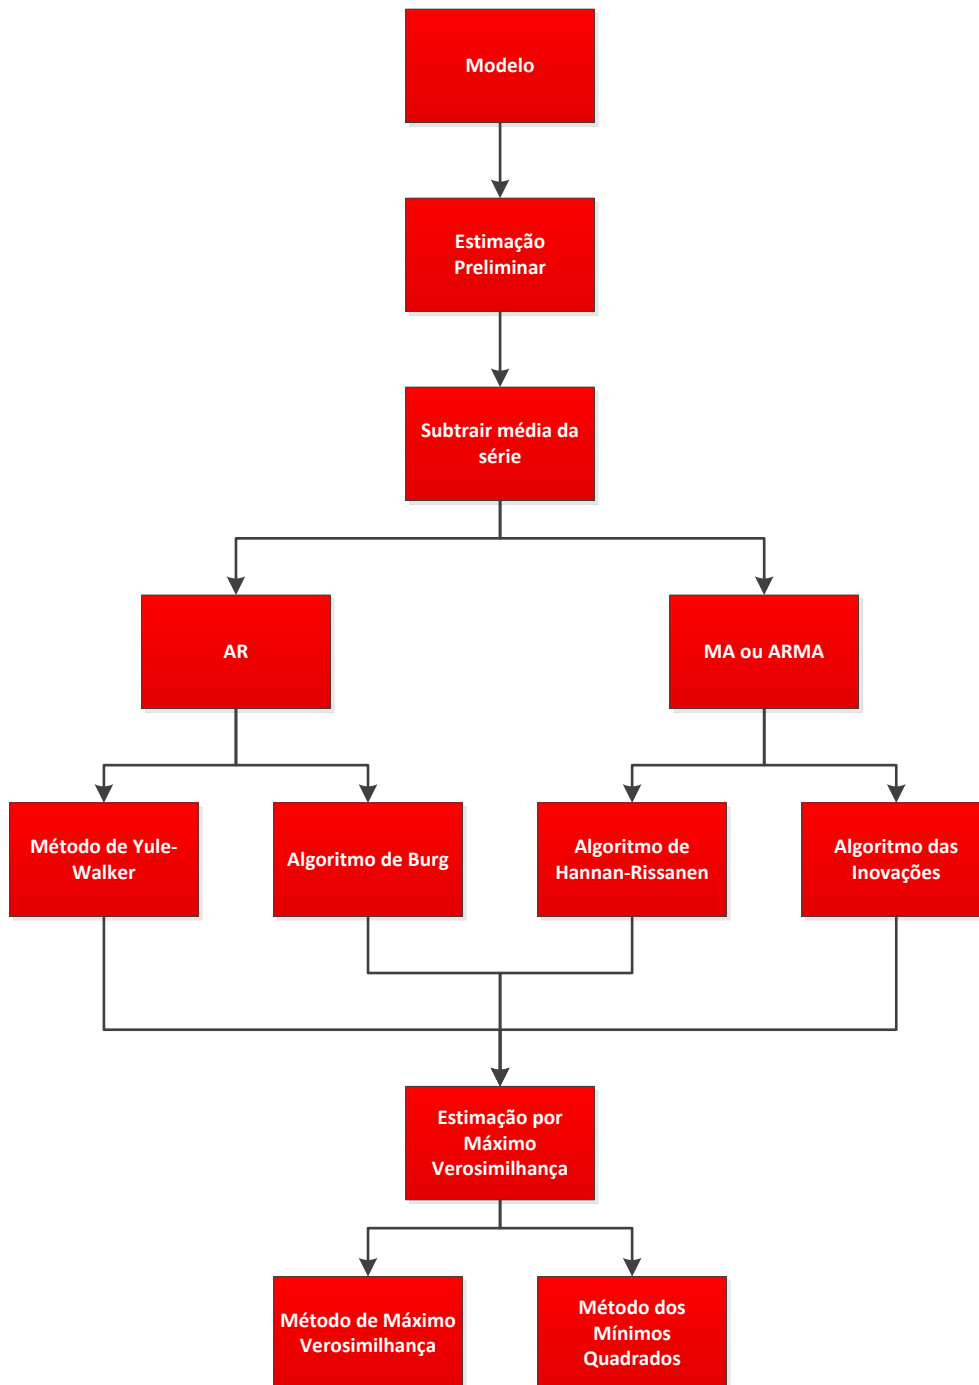 Modelo
Estimação
Preliminar
Subtrair média da
série
AR
MA ou ARMA
Método de Yule-
Walker
Algoritmo de Burg
Algoritmo de
Hannan-Rissanen
Algoritmo das
Inovações
Estimação por
Máximo
Verosimilhança
Método de Máximo
Verosimilhança
Método dos
Mínimos
Quadrados